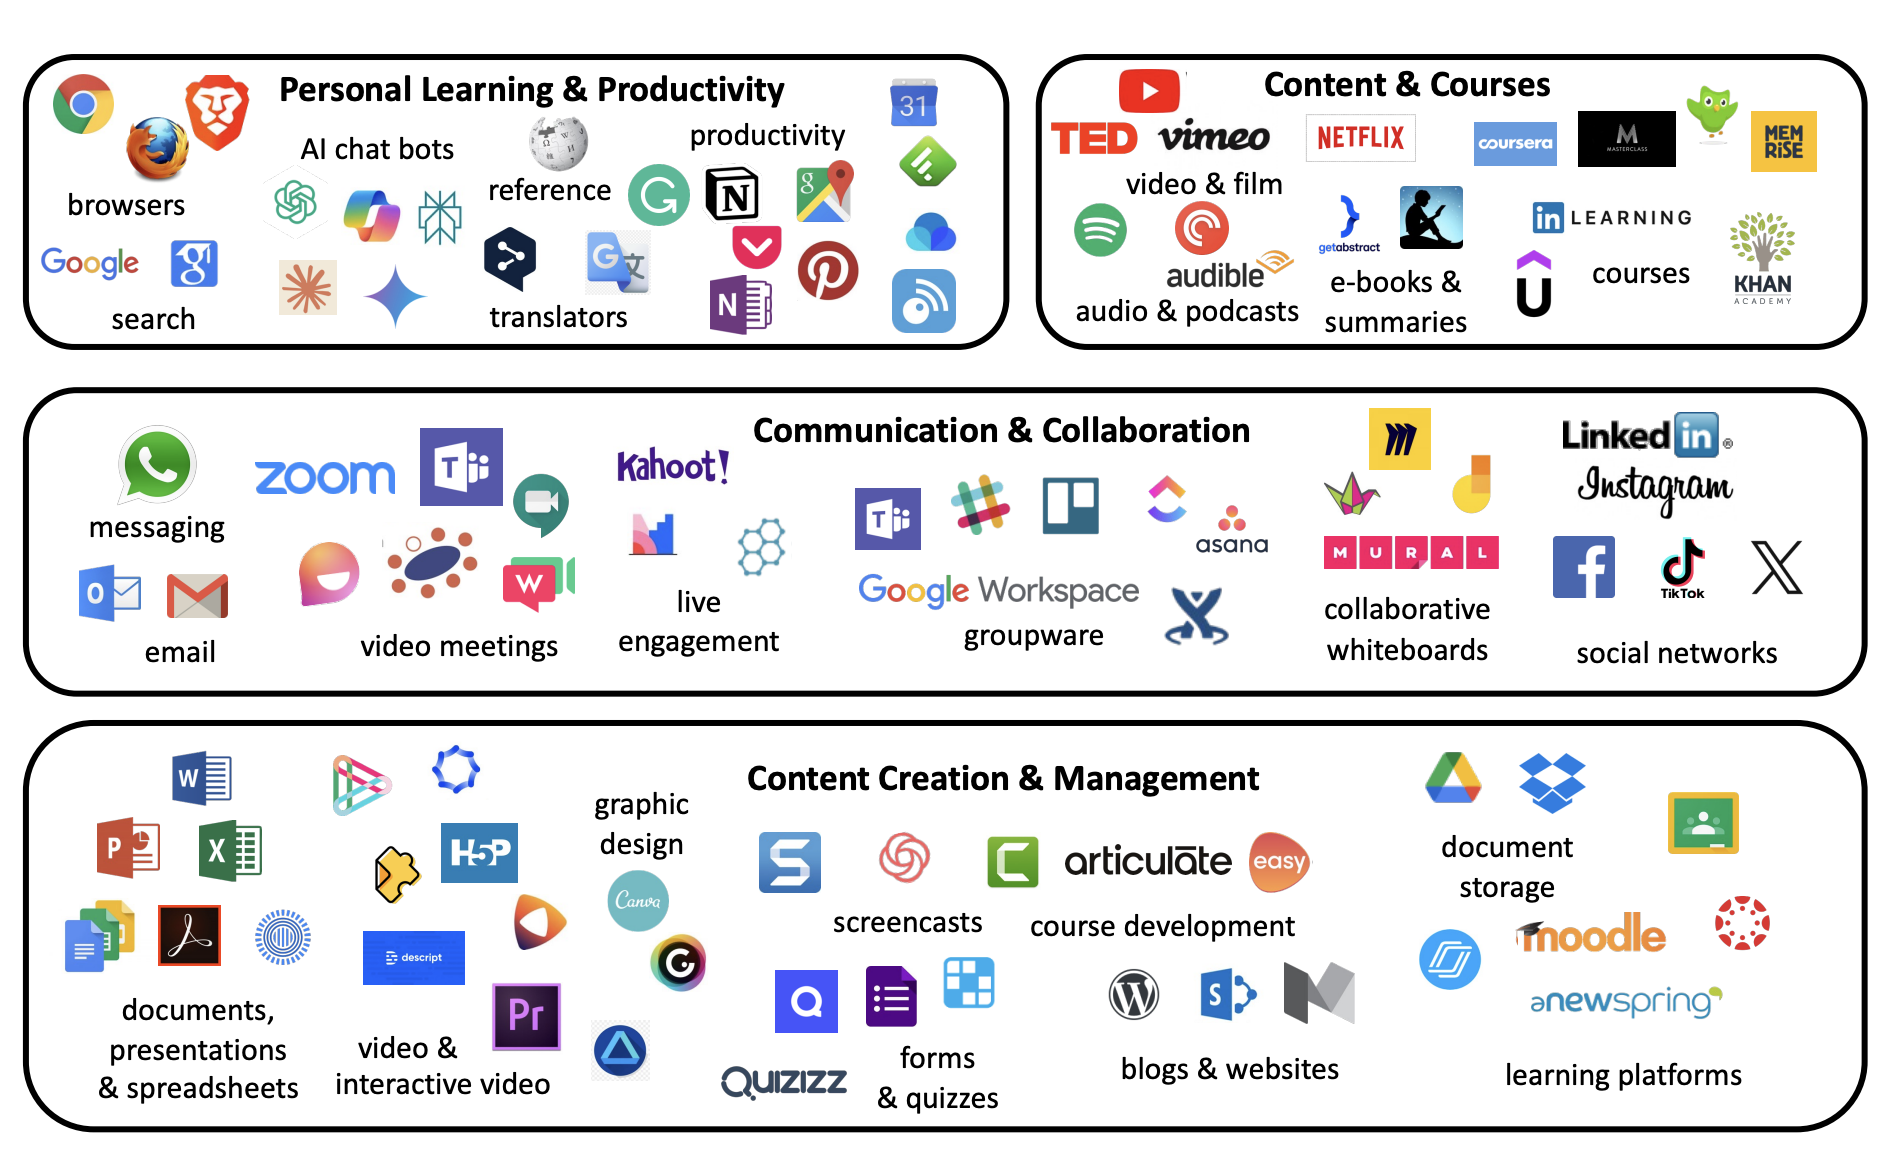 Personal Learning & Productivity
31
AI chat bots
productivity
browsers
reference
G
N
g
Google
g
search
translators
G
文
N
Content & Courses
TED
vimeo
NETFLIX
coursera
M
MASTERCLASS
MEM
RiSE
video & film
getabstract
in LEARNING
audible
audio & podcasts
e-books &
summaries
courses
KHAN
ACADEMY
Communication & Collaboration
zoom
T
Kahoot!
Linked in ®
Instagram
messaging
T
asana
MURAL
f
TikTok
X
O
W
live
engagement
Google Workspace
groupware
collaborative
whiteboards
email
video meetings
social networks
Content Creation & Management
W
P
X
H5P
graphic
design
Canva
G
S
C
articulate
easy
screencasts
course development
document
storage
descript
Pr
documents,
presentations
& spreadsheets
video &
interactive video
Q
QUIZIZZ
forms
& quizzes
W
S
blogs & websites
moodle
anewspring
learning platforms